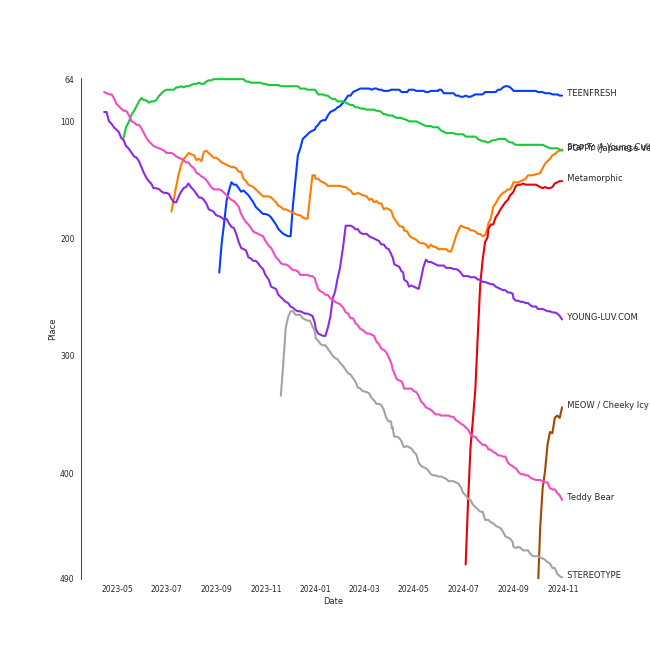 64
100
200
300
400
490
Place
2023-05
2023-07
2023-09
2023-11
2024-01
2024-03
2024-05
2024-07
2024-09
2024-11
Date
TEENFRESH
Metamorphic
YOUNG-LUV.COM
MEOW / Cheeky Icy
Teddy Bear
STEREOTYPE